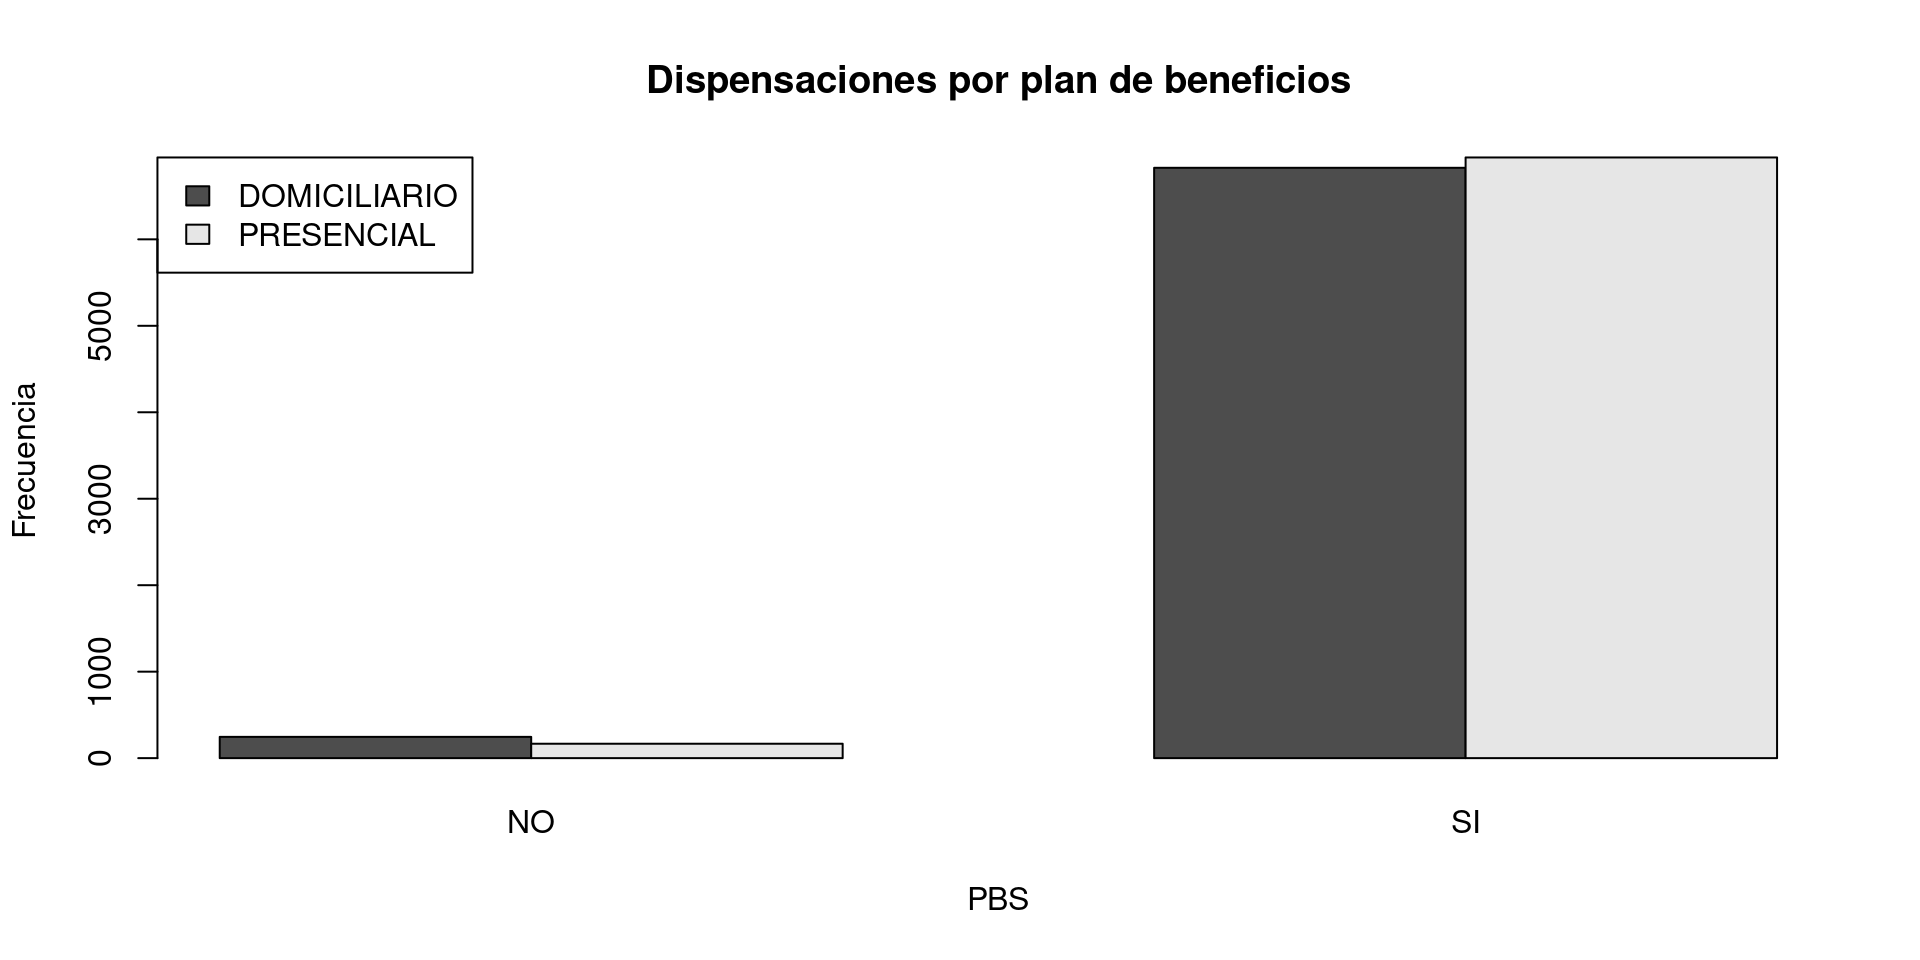 Dispensaciones por plan de beneficios
DOMICILIARIO
PRESENCIAL
Frecuencia
5000
3000
1000
0
NO
SI
PBS